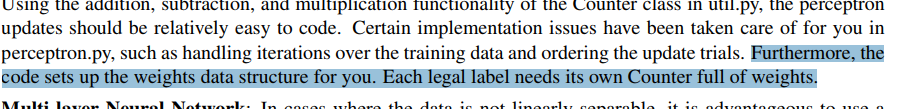 Using the addition, subtraction, and multiplication functionality of the Counter class in util.py, the perceptron
updates should be relatively easy to code. Certain implementation issues have been taken care of for you in
perceptron.py, such as handling iterations over the training data and ordering the update trials. Furthermore, the
code sets up the weights data structure for you. Each legal label needs its own Counter full of weights.
Multi-layer Neural Network: In cases where the data is not linearly separable, it is advantageous to use a